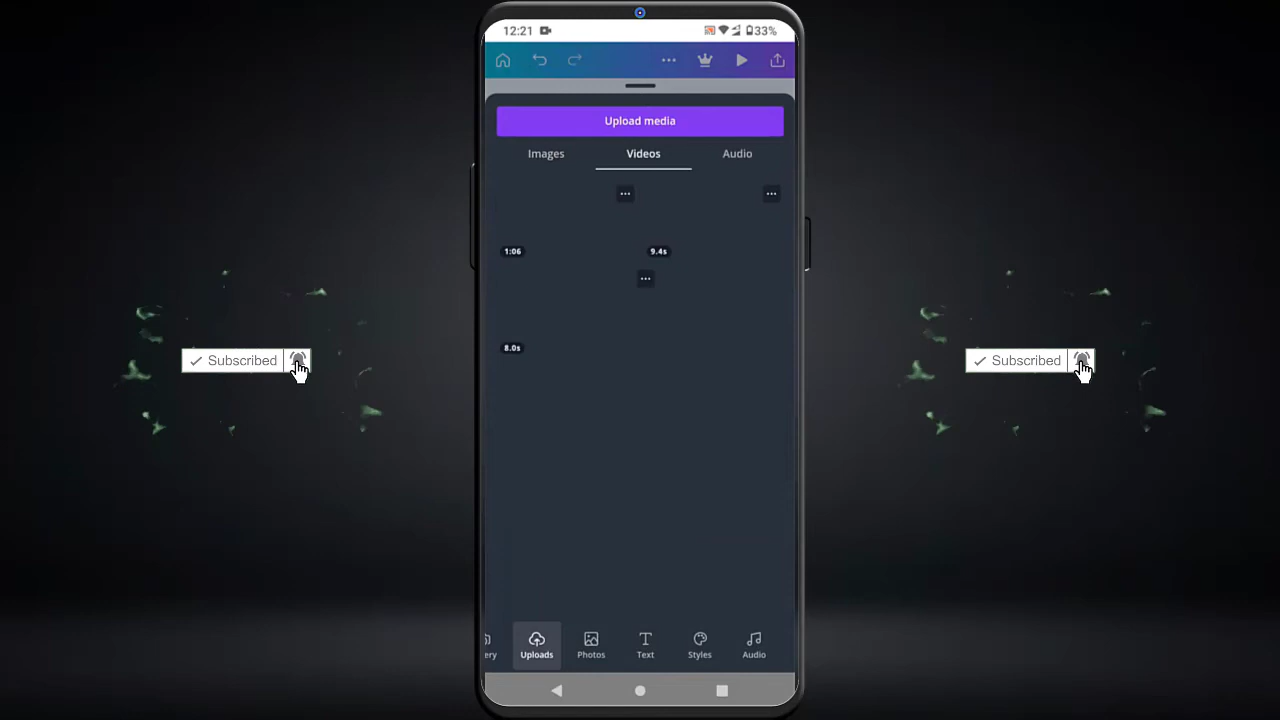 12:21
33%
Upload media
Images Videos Audio
1:06 9.4s
8.0s
Subscribed
Subscribed
ery Uploads Photos Text Styles Audio